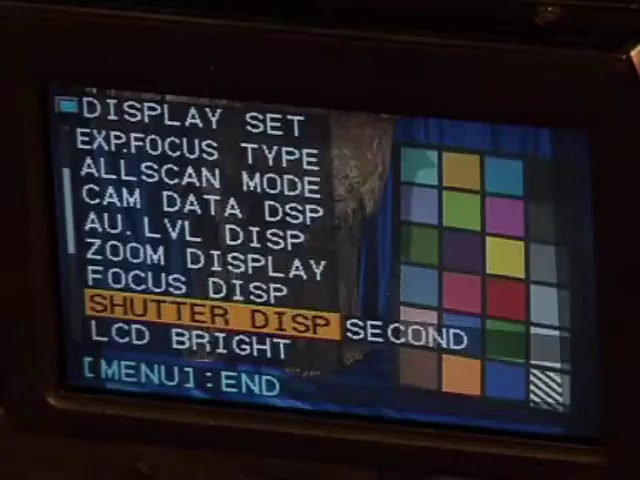 DISPLAY SET
EXP.FOCUS TYPE
ALLSCAN MODE
CAM DATA DSP
AU. LVL DISP
ZOOM DISPLAY
FOCUS DISP
SHUTTER DISP SECOND
LCD BRIGHT
[MENU]:END